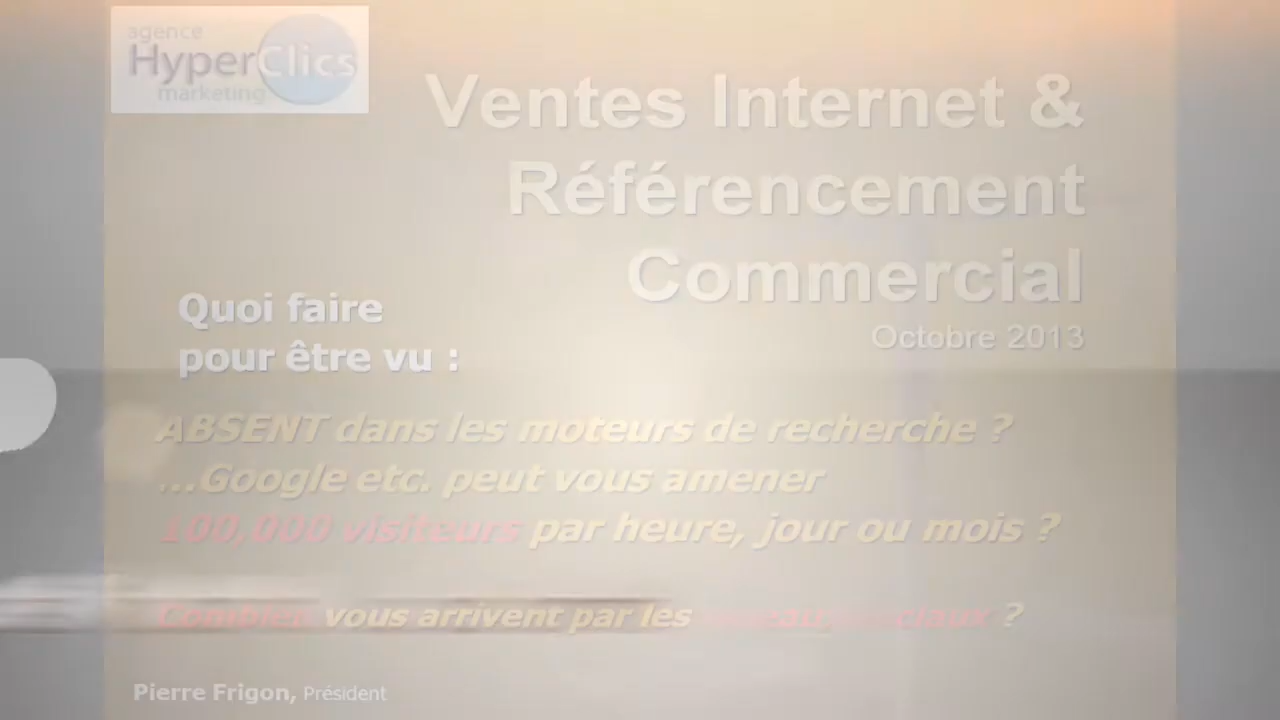 agence
HyperClics
marketing
Ventes Internet &
Référencement
Commercial
Octobre 2013
Quoi faire
pour être vu :
ABSENT dans les moteurs de recherche ?
...Google etc. peut vous amener
100,000 visiteurs par heure, jour ou mois ?
Combien vous arrivent par les réseaux sociaux ?
Pierre Frigon, Président